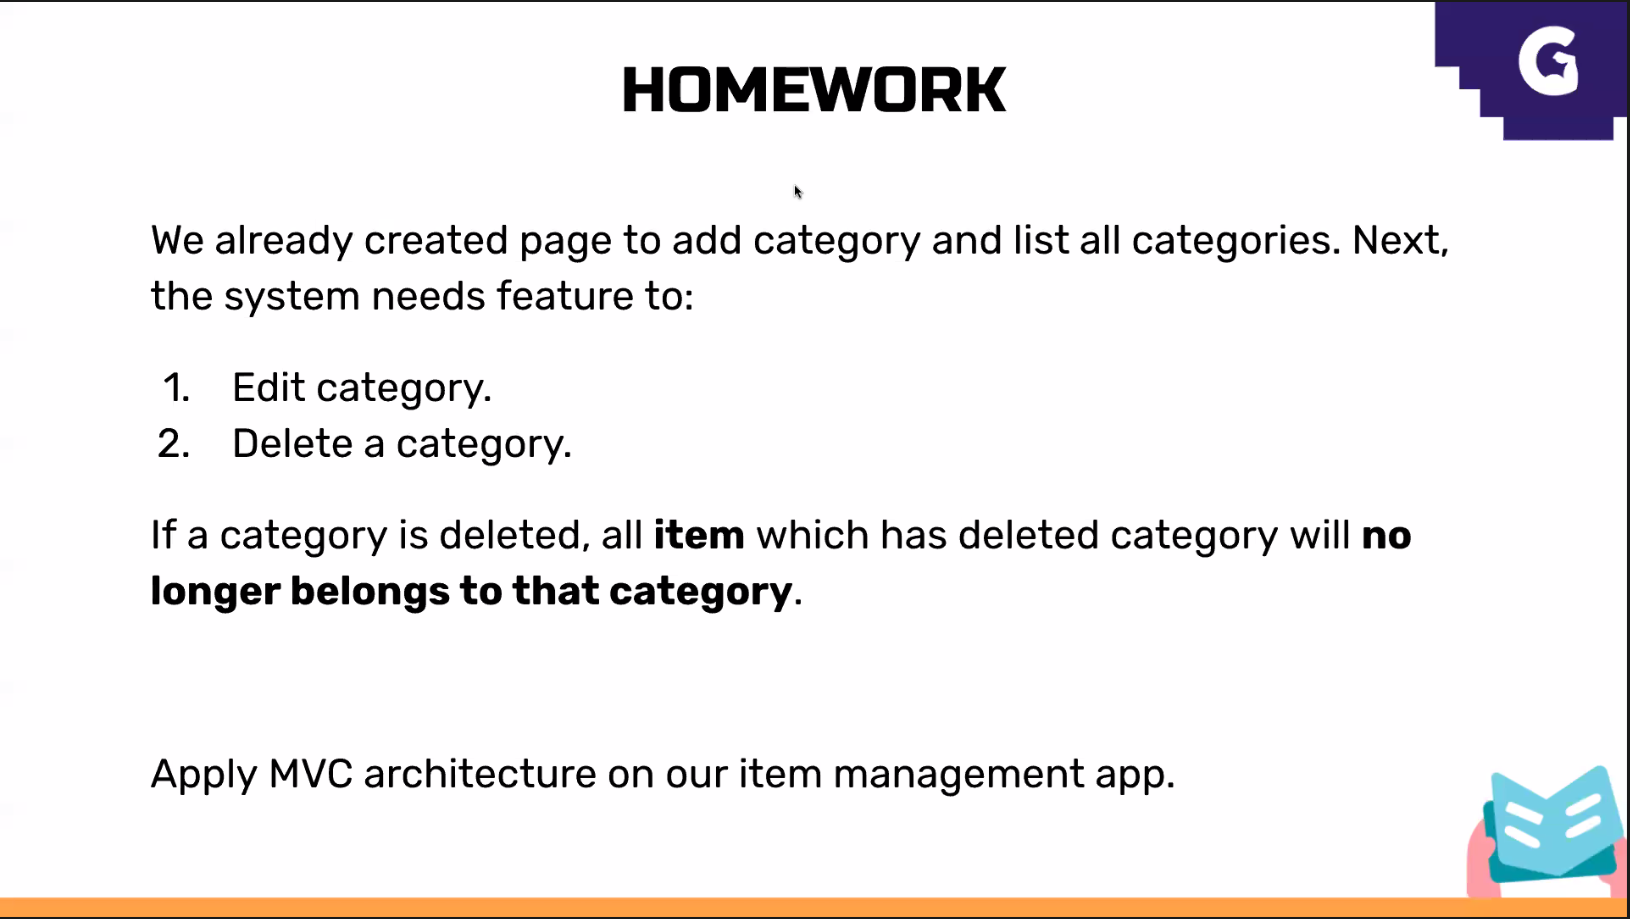 G
HOMEWORK
We already created page to add category and list all categories. Next,
the system needs feature to:
1. Edit category.
2. Delete a category.
If a category is deleted, all item which has deleted category will no
longer belongs to that category.
Apply MVC architecture on our item management app.